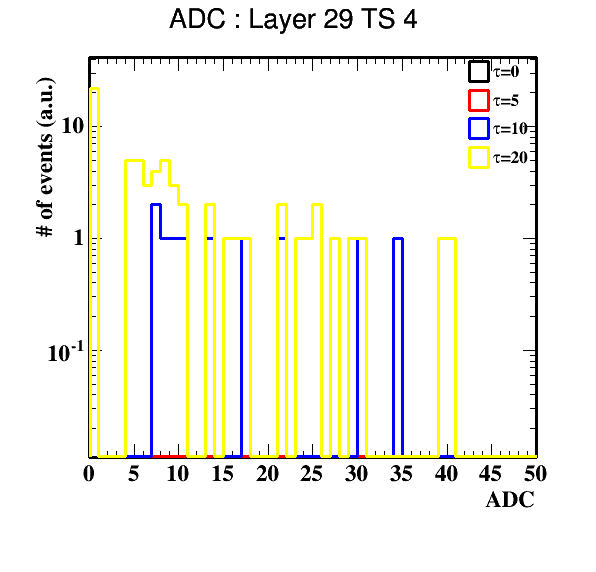 ADC : Layer 29 TS 4
# of events (a.u.)
10
1
10-1
τ=0
τ=5
τ=10
τ=20
0 5 10 15 20 25 30 35 40 45 50
ADC